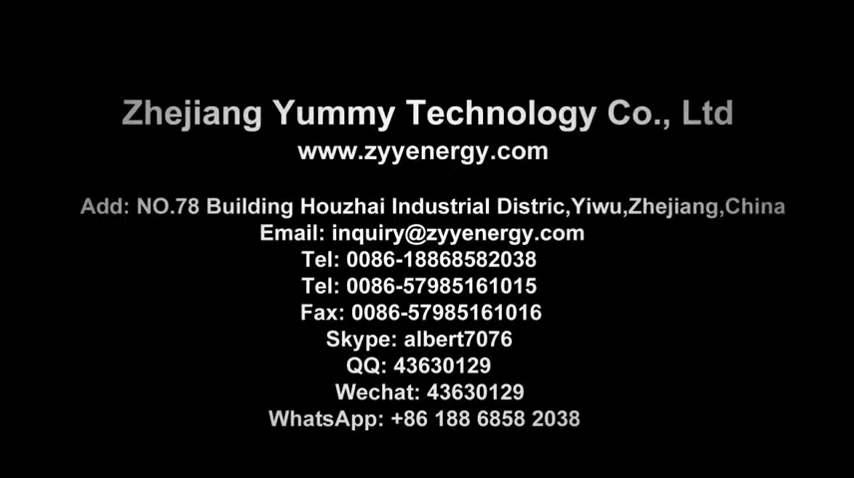 Zhejiang Yummy Technology Co., Ltd
www.zyyenergy.com
Add: NO.78 Building Houzhai Industrial Distric,Yiwu,Zhejiang,China
Email: inquiry@zyyenergy.com
Tel: 0086-18868582038
Tel: 0086-57985161015
Fax: 0086-57985161016
Skype: albert7076
QQ: 43630129
Wechat: 43630129
WhatsApp: +86 188 6858 2038